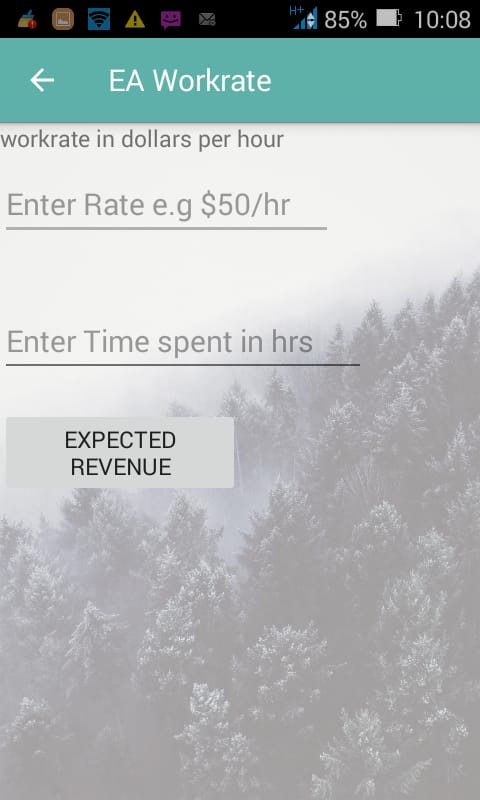 H+ 85% 10:08
EA Workrate
workrate in dollars per hour
Enter Rate e.g $50/hr
Enter Time spent in hrs
EXPECTED
REVENUE